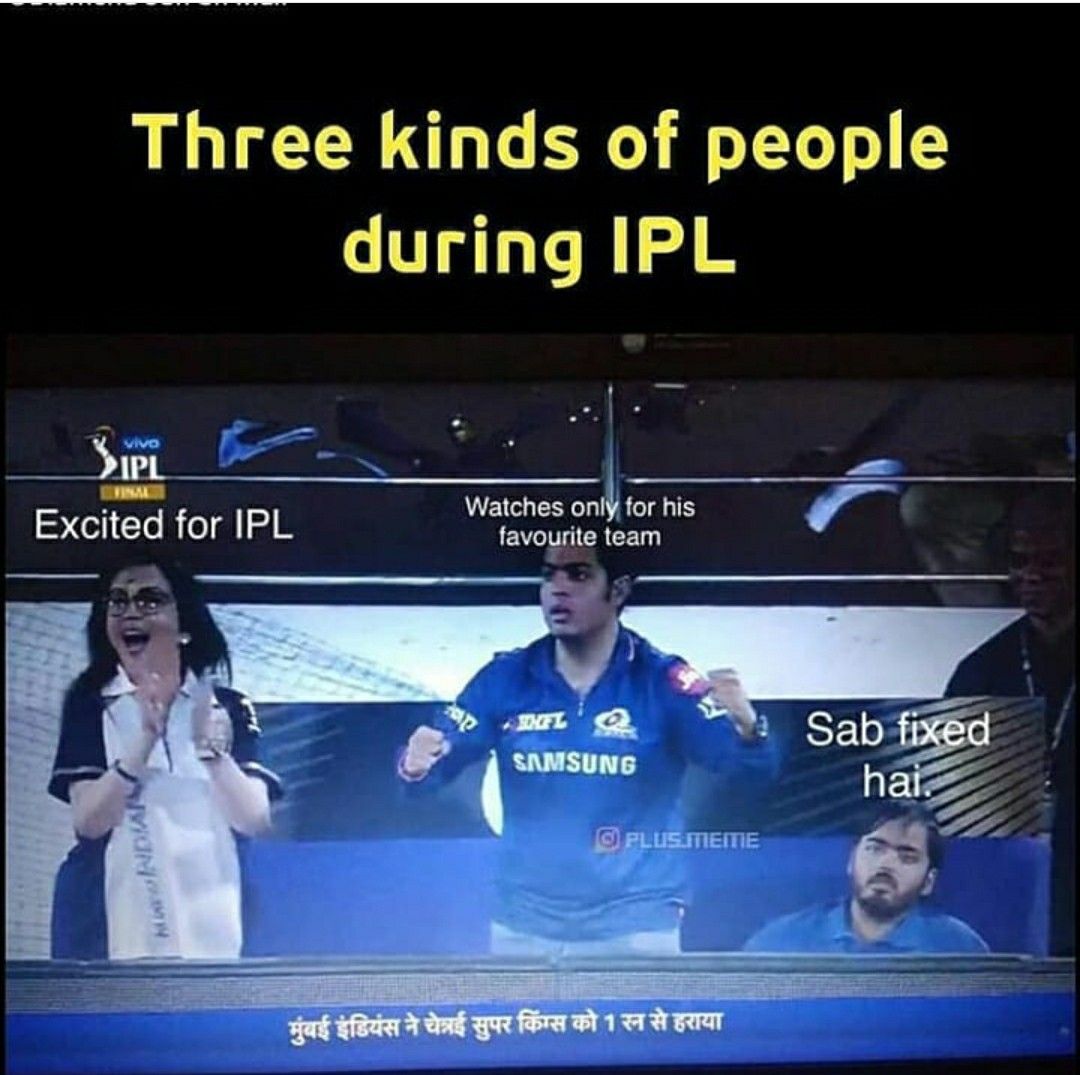 Three kinds of people
during IPL
vivo
IPL
FINAL
Excited for IPL
Watches only for his
favourite team
SAMSUNG
Sab fixed
hai.
PLUS.MEME
मुंबई इंडियंस ने चेन्नई सुपर किंग्स को 1 रन से हराया